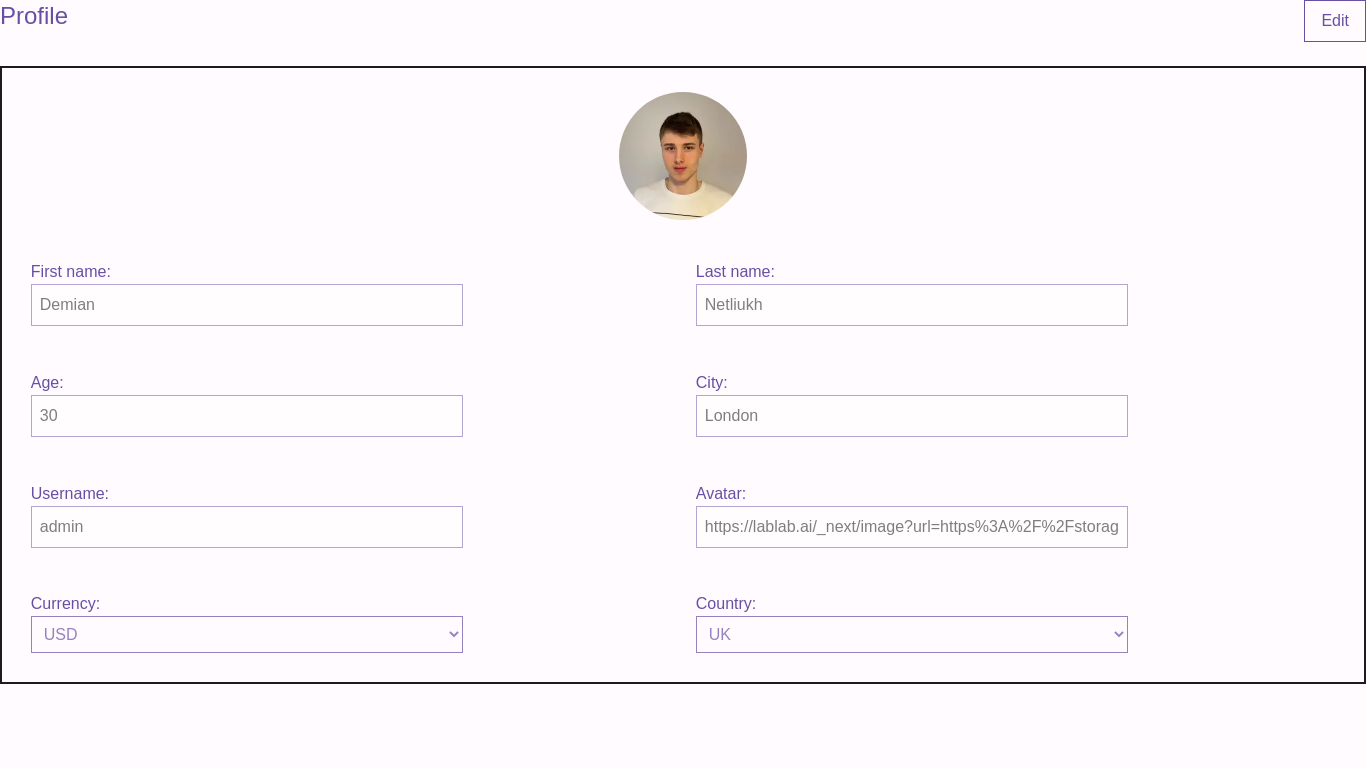 Profile
Edit
First name:
Last name:
Demian
Netliukh
Age:
City:
30
London
Username:
Avatar:
admin
https://lablab.ai/_next/image?url=https%3A%2F%2Fstorag
Currency:
Country:
USD
UK